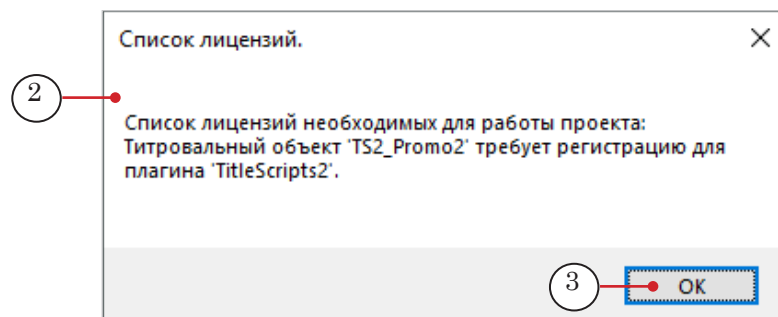 Список лицензий.
2
Список лицензий необходимых для работы проекта:
Титровальный объект 'TS2_Promo2' требует регистрацию для
плагина 'TitleScripts2'.
3
OK